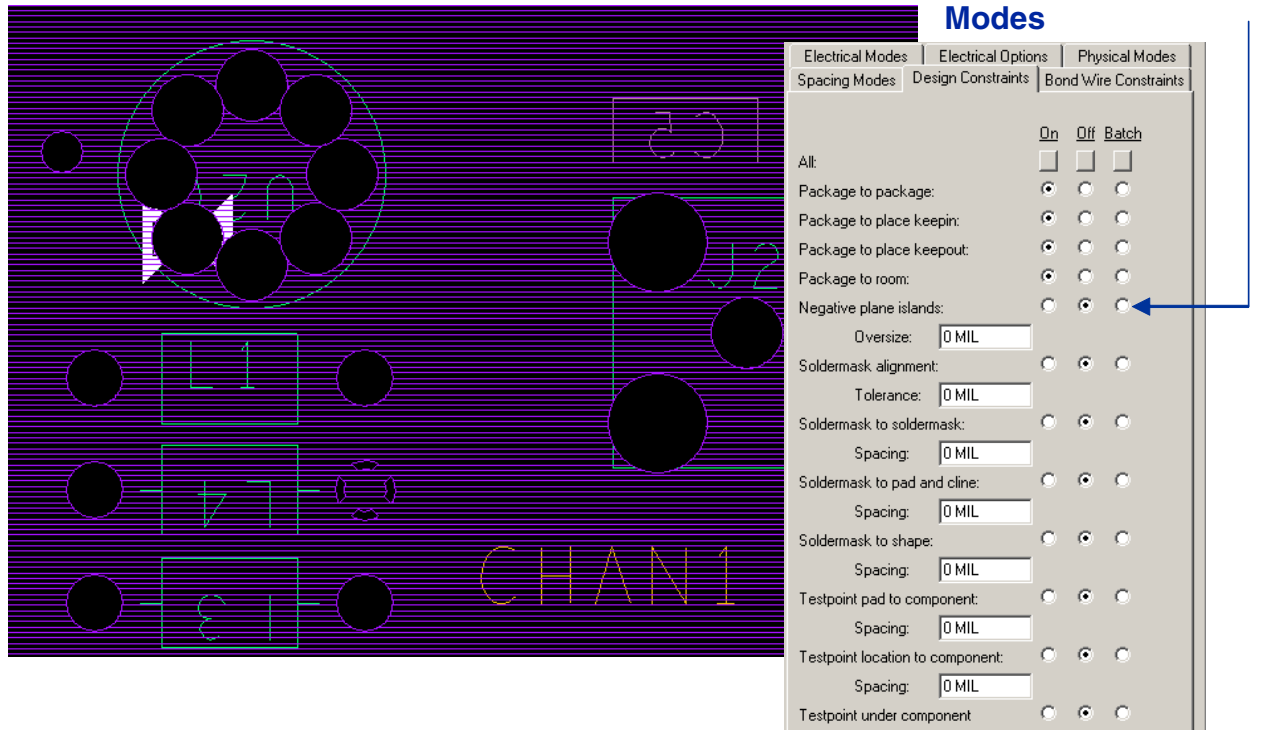 Modes
U2
C5
J2
L1
L4
L3
CHAN1
Electrical Modes Electrical Options Physical Modes
Spacing Modes Design Constraints Bond Wire Constraints
On Off Batch
All:
Package to package:
Package to place keepin:
Package to place keepout:
Package to room:
Negative plane islands:
Oversize: 0 MIL
Soldermask alignment:
Tolerance: 0 MIL
Soldermask to soldermask:
Spacing: 0 MIL
Soldermask to pad and cline:
Spacing: 0 MIL
Soldermask to shape:
Spacing: 0 MIL
Testpoint pad to component:
Spacing: 0 MIL
Testpoint location to component:
Spacing: 0 MIL
Testpoint under component